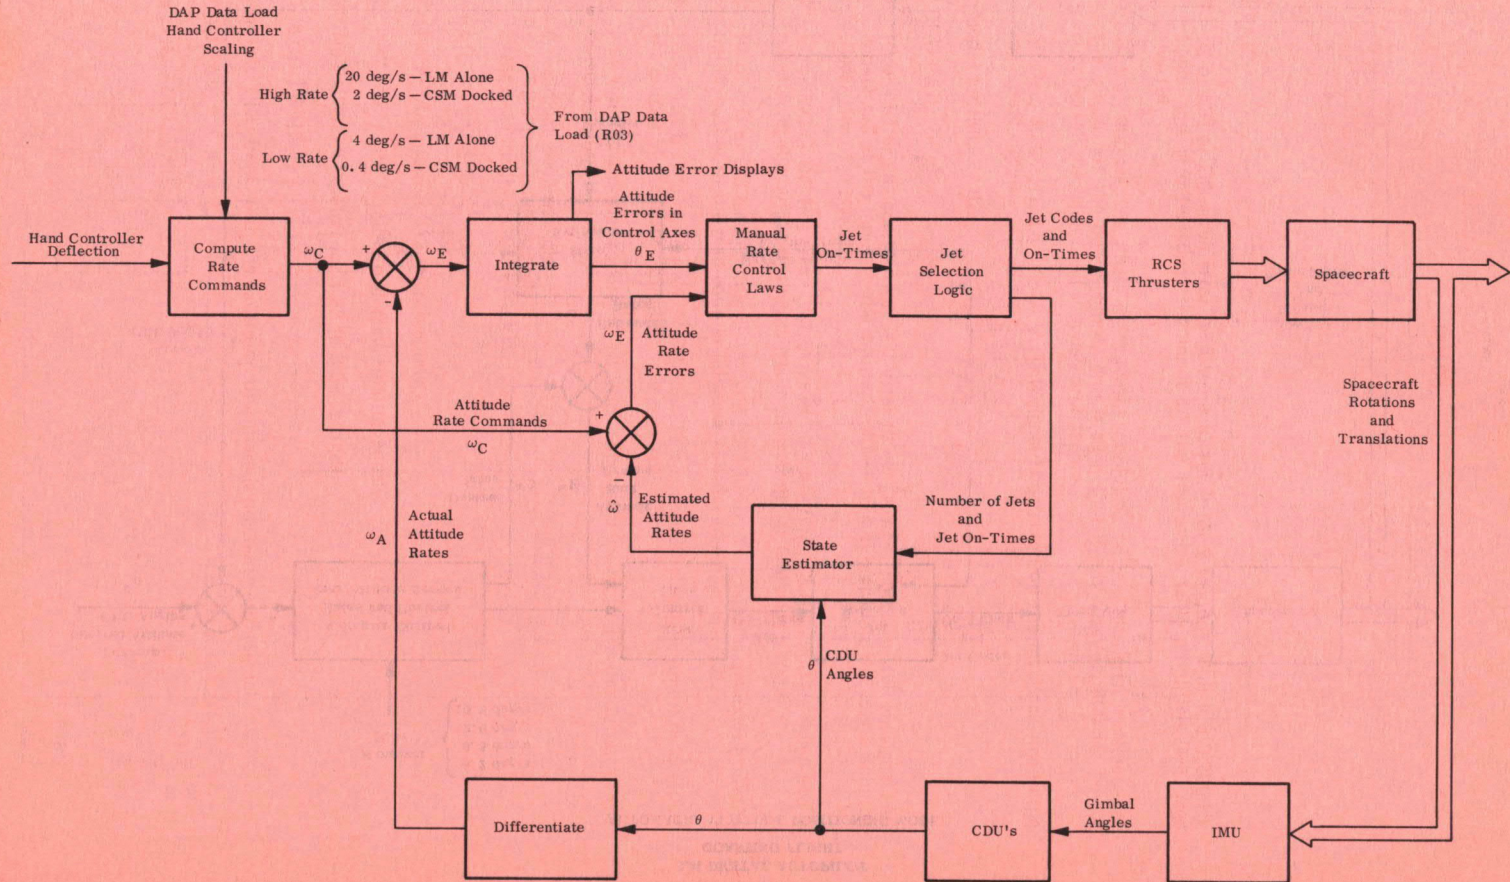 DAP Data Load
Hand Controller
Scaling
High Rate
20 deg/s — LM Alone
2 deg/s — CSM Docked
Low Rate
4 deg/s — LM Alone
0.4 deg/s — CSM Docked
From DAP Data
Load (R03)
Attitude Error Displays
Hand Controller
Deflection
Compute
Rate
Commands
ωC
+
-
ωE
Integrate
Attitude
Errors in
Control Axes
θE
Manual
Rate
Control
Laws
Jet
On-Times
Jet
Selection
Logic
Jet Codes
and
On-Times
RCS
Thrusters
Spacecraft
ωE
Attitude
Rate
Errors
Attitude
Rate Commands
ωC
+
-
Spacecraft
Rotations
and
Translations
ω̂
Estimated
Attitude
Rates
Number of Jets
and
Jet On-Times
State
Estimator
ωA
Actual
Attitude
Rates
θ
CDU
Angles
Differentiate
θ
CDU's
Gimbal
Angles
IMU